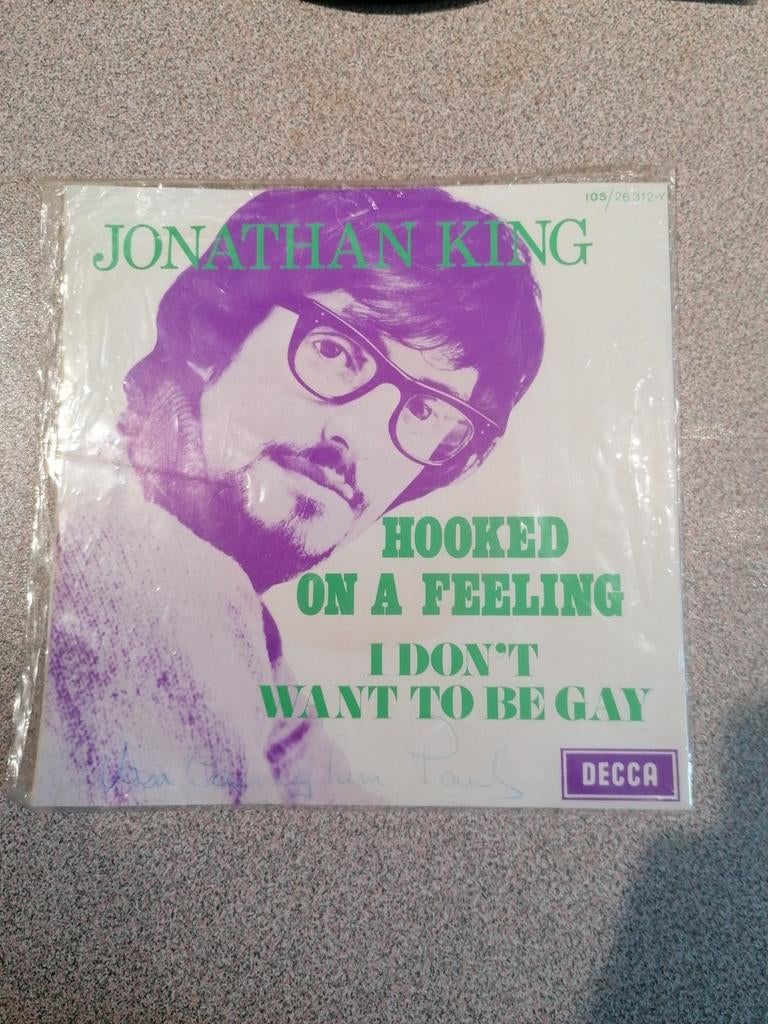 105/26 312-Y
JONATHAN KING
HOOKED
ON A FEELING
I DON'T
WANT TO BE GAY
DECCA